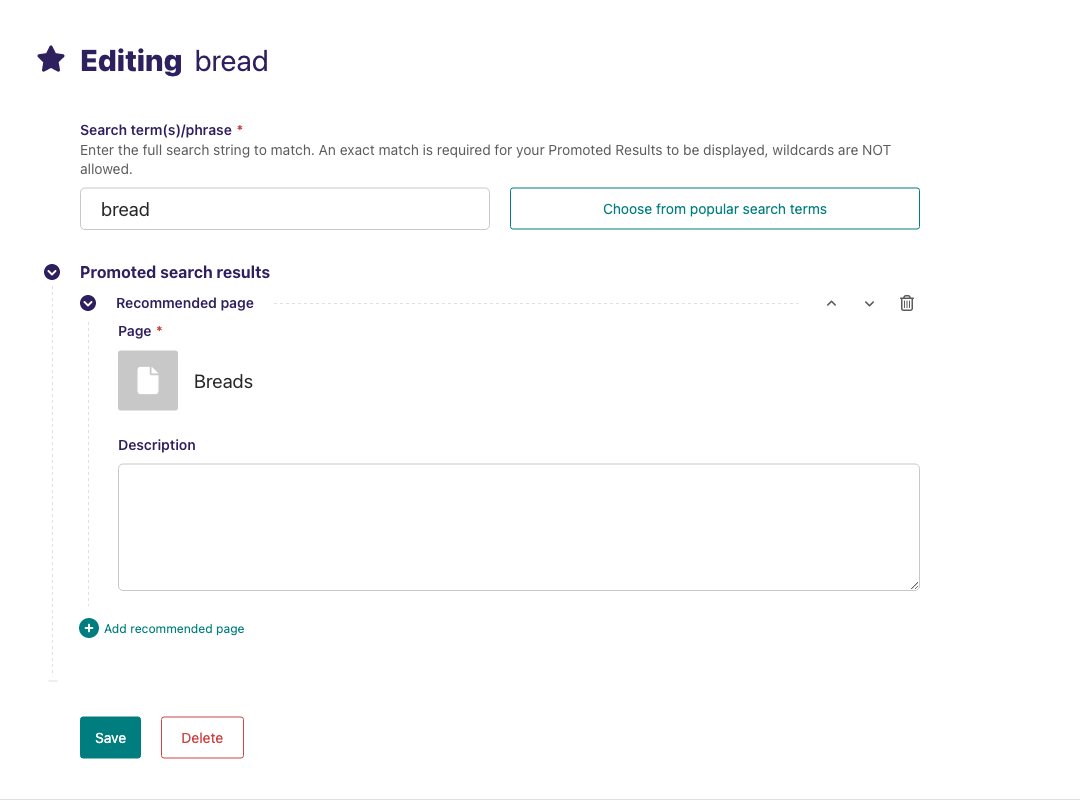 Editing bread
Search term(s)/phrase *
Enter the full search string to match. An exact match is required for your Promoted Results to be displayed, wildcards are NOT
allowed.
bread
Choose from popular search terms
Promoted search results
Recommended page
Page *
Breads
Description
Add recommended page
Save
Delete